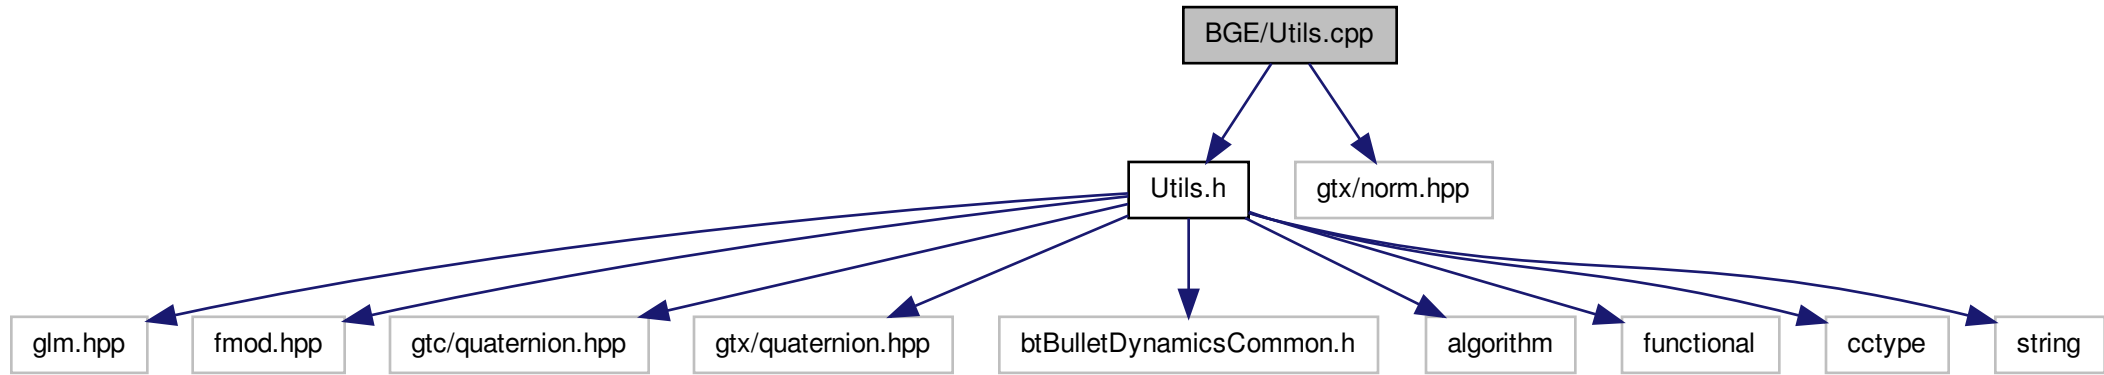 BGE/Utils.cpp
Utils.h
gtx/norm.hpp
glm.hpp
fmod.hpp
gtc/quaternion.hpp
gtx/quaternion.hpp
btBulletDynamicsCommon.h
algorithm
functional
cctype
string